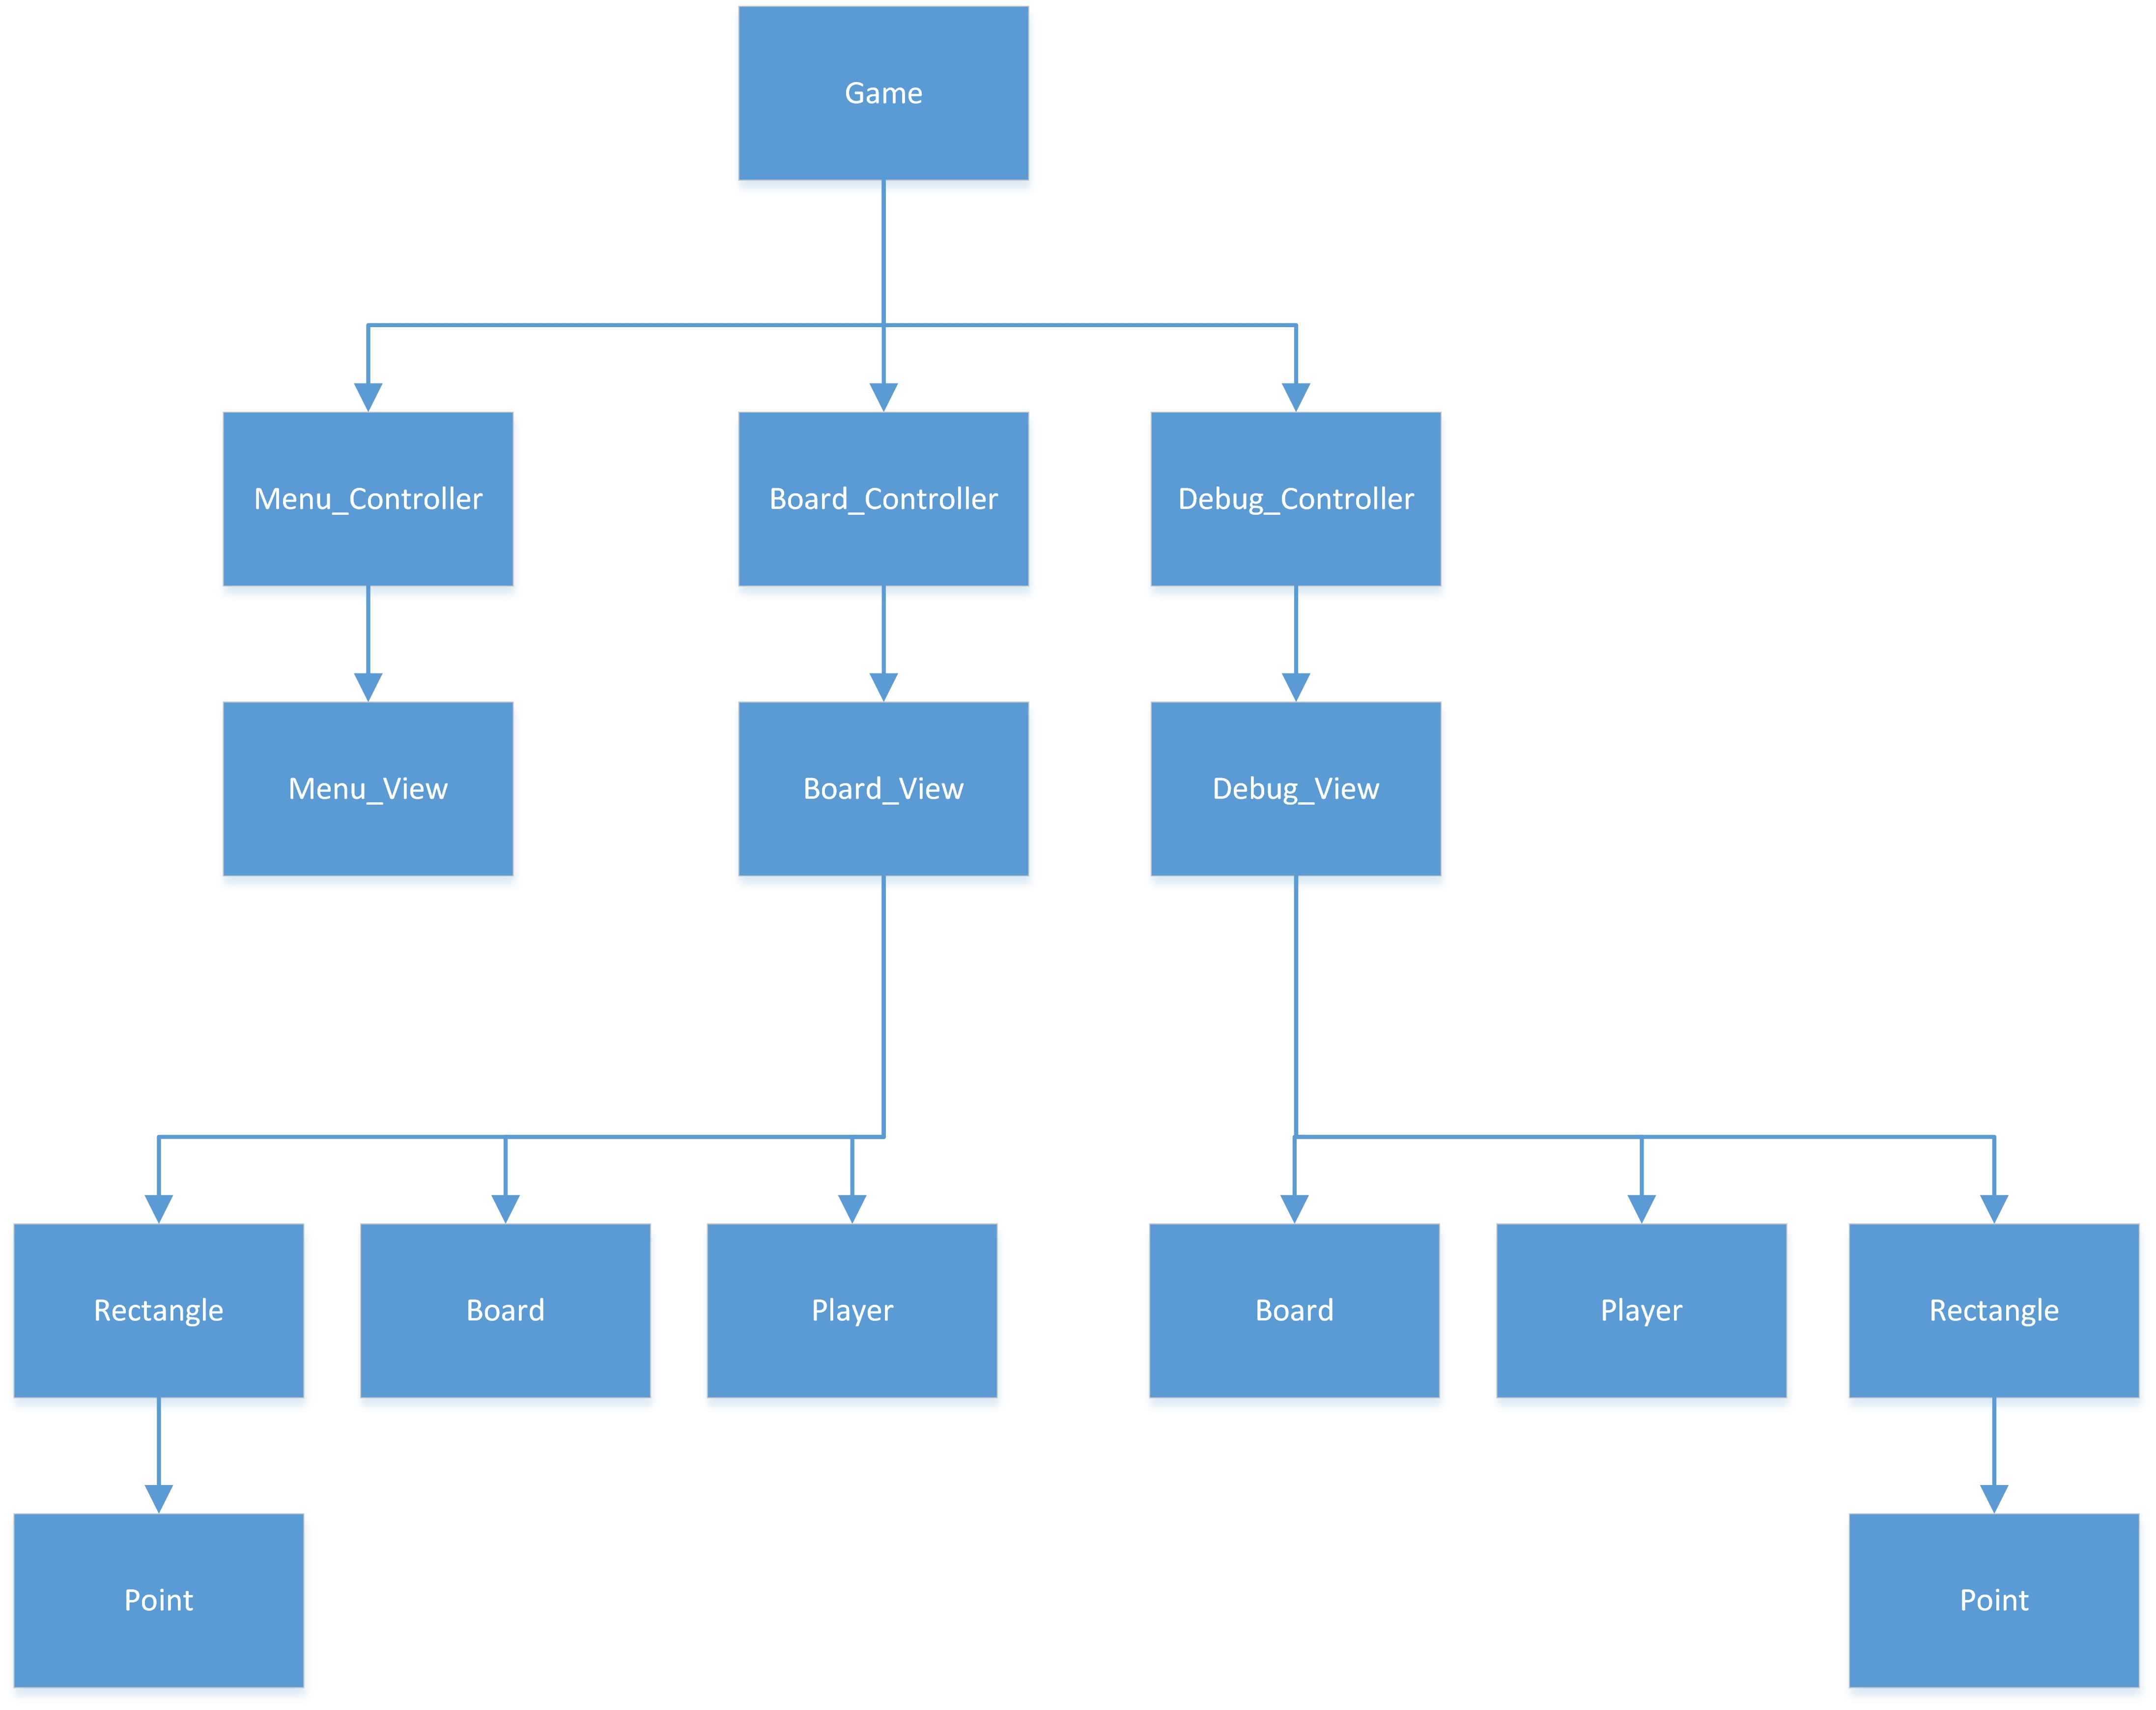 Game
Menu_Controller
Board_Controller
Debug_Controller
Menu_View
Board_View
Debug_View
Rectangle
Board
Player
Board
Player
Rectangle
Point
Point